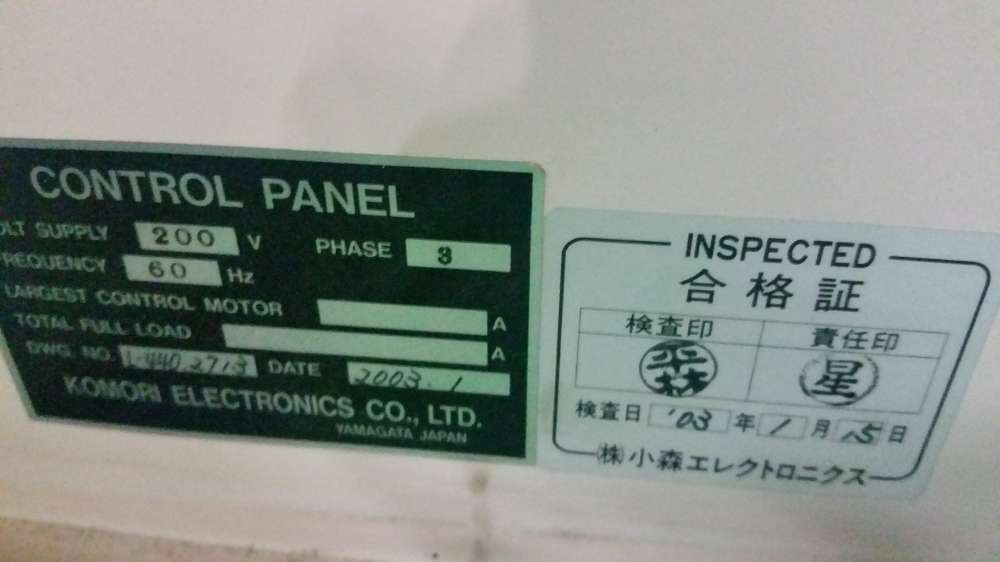 CONTROL PANEL
OLT SUPPLY 200 V PHASE 3
FREQUENCY 60 Hz
LARGEST CONTROL MOTOR A
TOTAL FULL LOAD A
DWG NO. 1-440 2713 DATE 2003.1
KOMORI ELECTRONICS CO., LTD.
YAMAGATA JAPAN
INSPECTED
合格証
検査印 責任印
星
検査日 '03 年 1 月 15 日
(株)小森エレクトロニクス